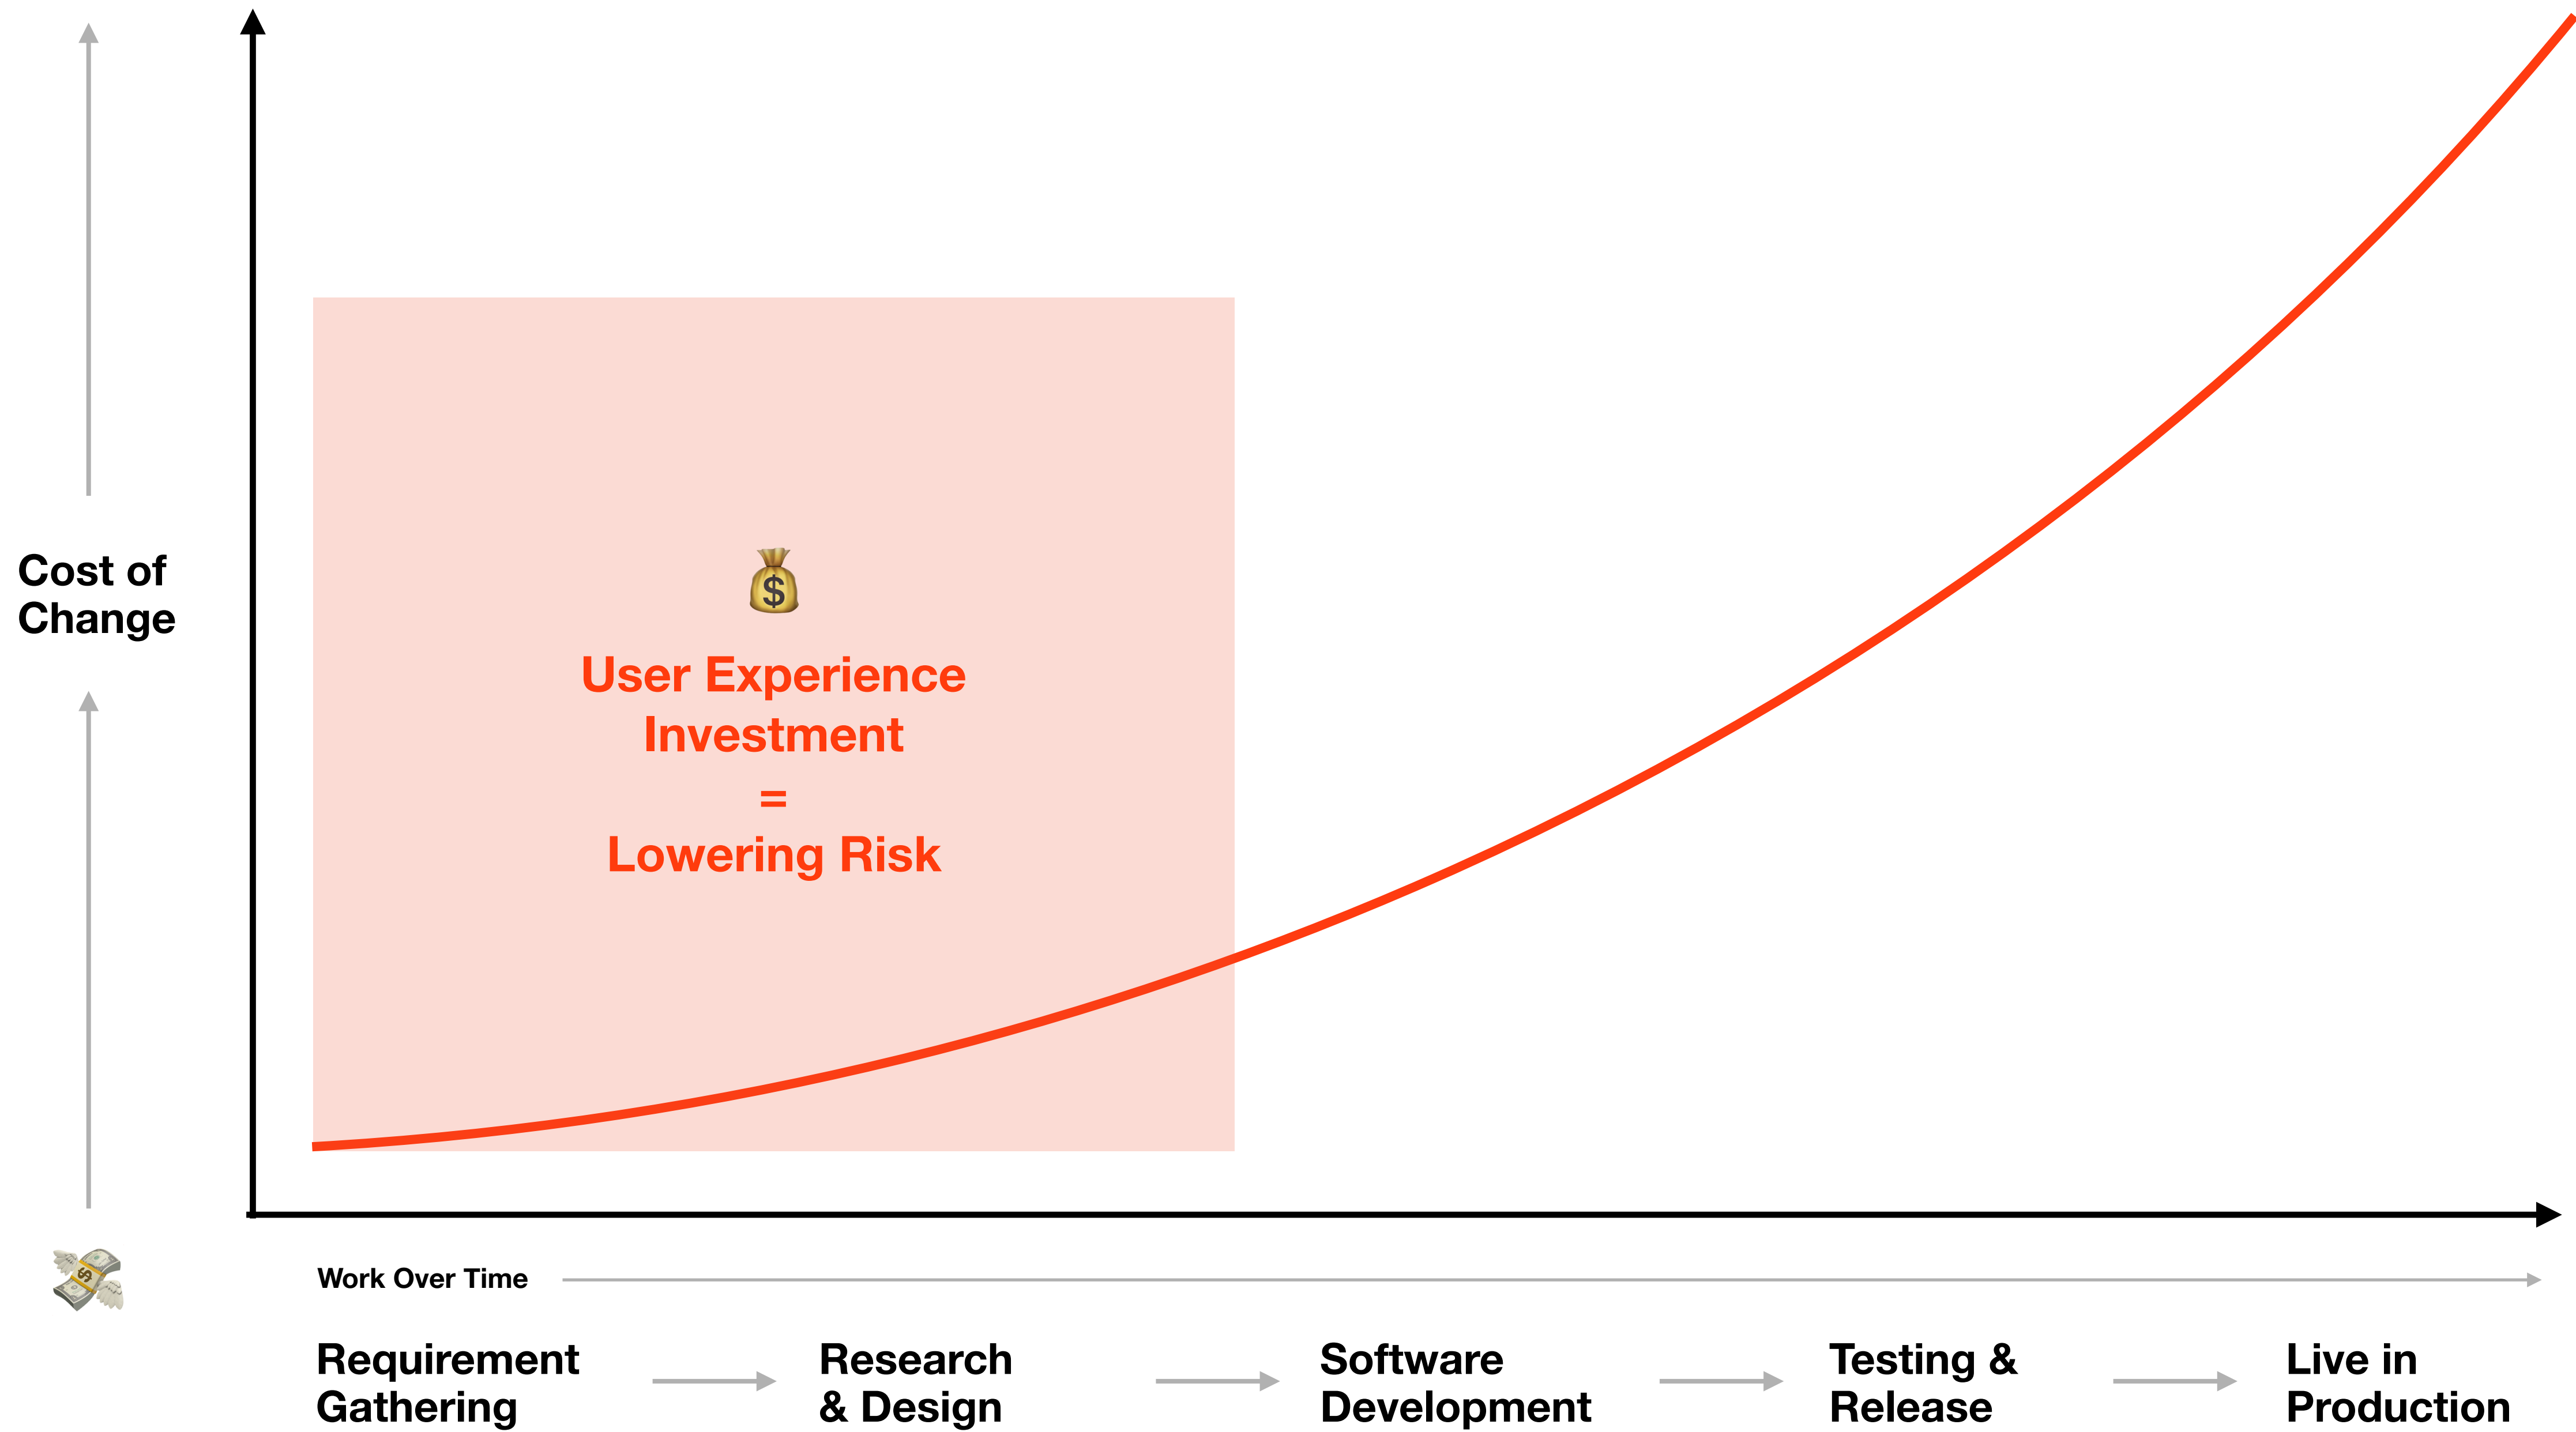 Cost of
Change
$
User Experience
Investment
=
Lowering Risk
$
Work Over Time
Requirement
Gathering
Research
& Design
Software
Development
Testing &
Release
Live in
Production